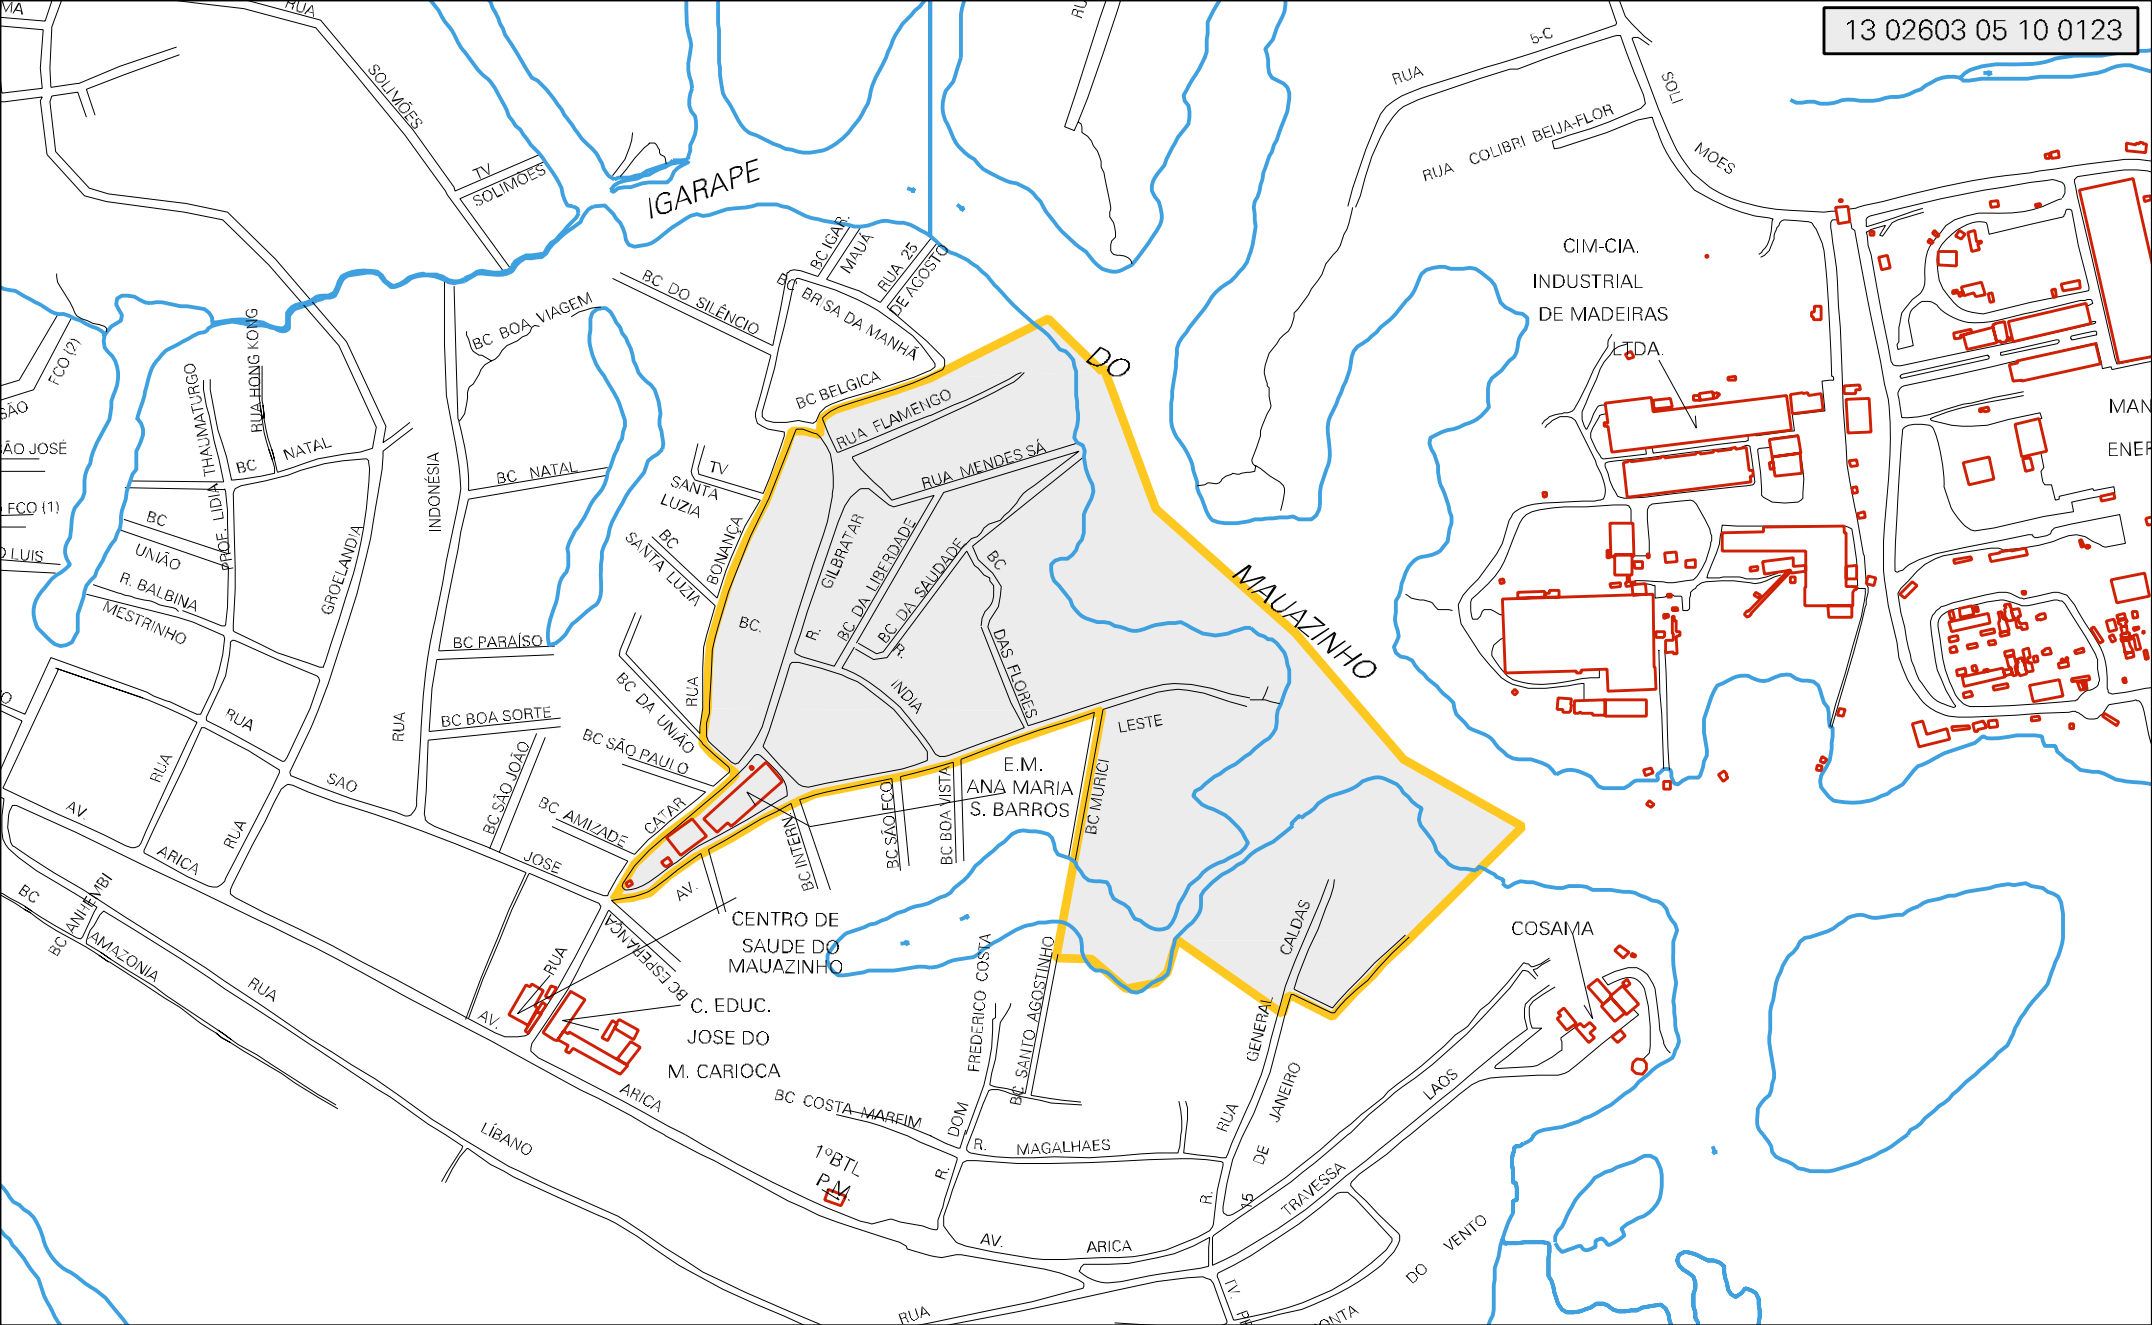 13 02603 05 10 0123
RUA
SOLIMÕES
TV
SOLIMOES
IGARAPE
DO
MAUAZINHO
RUA
5-C
RUA COLIBRI BEIJA-FLOR
SOLI
MOES
CIM-CIA.
INDUSTRIAL
DE MADEIRAS
LTDA.
BC IGAR.
MAUÁ
RUA 25
DE AGOSTO
BC BRISA DA MANHÃ
BC DO SILÊNCIO
BC BOA VIAGEM
BC BELGICA
RUA FLAMENGO
RUA MENDES SÁ
FCO (2)
SÃO JOSÉ
FCO (1)
LUIS
PROF. LIDIA THAUMATURGO
RUA HONG KONG
BC NATAL
BC
UNIÃO
R. BALBINA
MESTRINHO
GROELANDIA
INDONÉSIA
RUA
BC NATAL
TV
SANTA
LUZIA
BC
SANTA LUZIA
BONANÇA
BC.
RUA
GILBRATAR
R.
BC DA LIBERDADE
BC DA SAUDADE
BC
DAS FLORES
R.
INDIA
LESTE
BC PARAÍSO
BC BOA SORTE
BC DA UNIÃO
BC SÃO PAULO
BC SÃO JOÃO
BC AMIZADE
CATAR
E.M.
ANA MARIA
S. BARROS
BC MURICI
BC INTERN.
BC SÃO FCO
BC BOA VISTA
AV.
RUA
SAO
JOSE
RUA
RUA
AV.
ARICA
BC
BC ANHEMBI
AMAZONIA
RUA
LÍBANO
RUA
BC ESPERANÇA
AV.
ARICA
CENTRO DE
SAUDE DO
MAUAZINHO
C. EDUC.
JOSE DO
M. CARIOCA
BC COSTA MARFIM
1ºBTL
P.M.
DOM
FREDERICO COSTA
R.
BC SANTO AGOSTINHO
R. MAGALHAES
CALDAS
GENERAL
RUA
R.
JANEIRO
DE
15
TRAVESSA
LAOS
COSAMA
AV.
ARICA
RUA
VENTO
DO
MAN